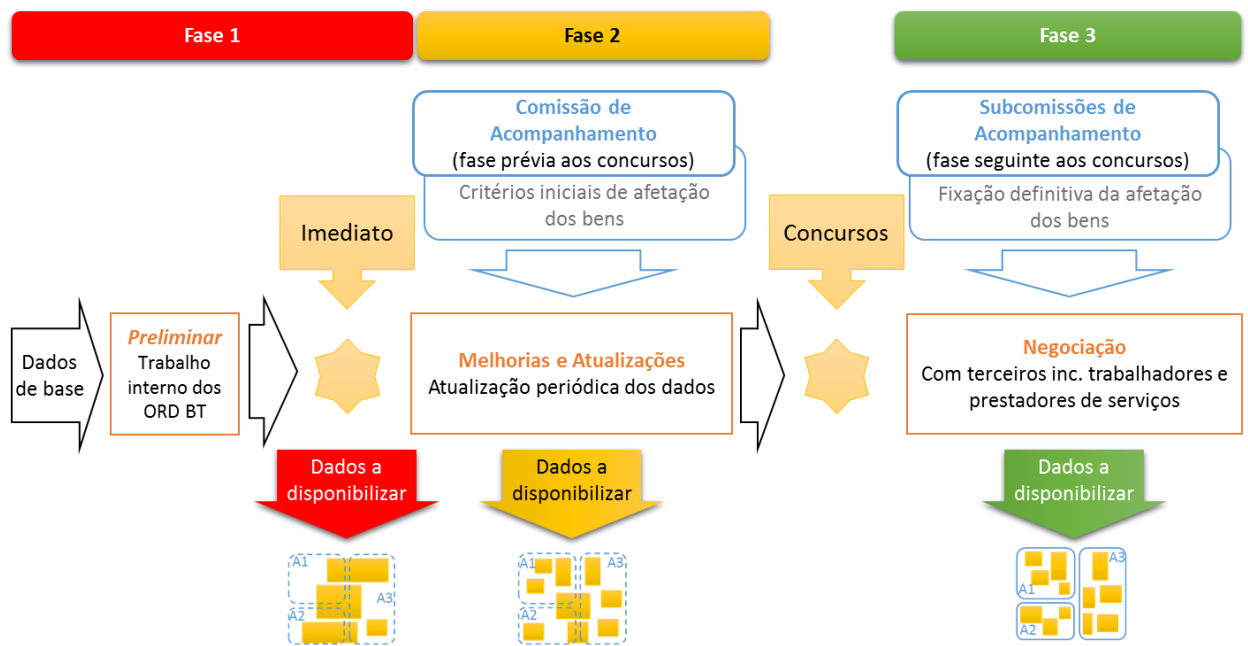 Fase 1
Fase 2
Fase 3
Comissão de
Acompanhamento
(fase prévia aos concursos)
Critérios iniciais de afetação
dos bens
Subcomissões de
Acompanhamento
(fase seguinte aos concursos)
Fixação definitiva da afetação
dos bens
Imediato
Concursos
Dados
de base
Preliminar
Trabalho
interno dos
ORD BT
Melhorias e Atualizações
Atualização periódica dos dados
Negociação
Com terceiros inc. trabalhadores e
prestadores de serviços
Dados a
disponibilizar
Dados a
disponibilizar
Dados a
disponibilizar
A1
A2
A3
A1
A2
A3
A1
A2
A3